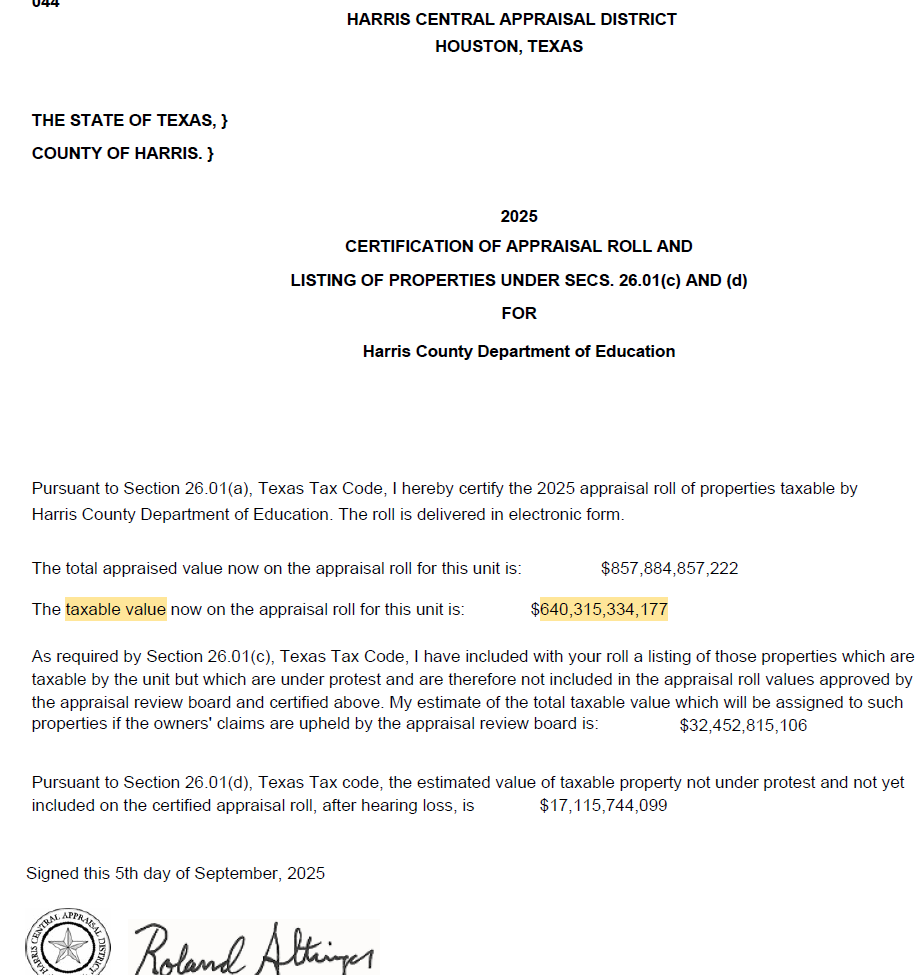 044
HARRIS CENTRAL APPRAISAL DISTRICT
HOUSTON, TEXAS
THE STATE OF TEXAS, }
COUNTY OF HARRIS. }
2025
CERTIFICATION OF APPRAISAL ROLL AND
LISTING OF PROPERTIES UNDER SECS. 26.01(c) AND (d)
FOR
Harris County Department of Education
Pursuant to Section 26.01(a), Texas Tax Code, I hereby certify the 2025 appraisal roll of properties taxable by
Harris County Department of Education. The roll is delivered in electronic form.
The total appraised value now on the appraisal roll for this unit is: $857,884,857,222
The taxable value now on the appraisal roll for this unit is: $640,315,334,177
As required by Section 26.01(c), Texas Tax Code, I have included with your roll a listing of those properties which are
taxable by the unit but which are under protest and are therefore not included in the appraisal roll values approved by
the appraisal review board and certified above. My estimate of the total taxable value which will be assigned to such
properties if the owners' claims are upheld by the appraisal review board is: $32,452,815,106
Pursuant to Section 26.01(d), Texas Tax code, the estimated value of taxable property not under protest and not yet
included on the certified appraisal roll, after hearing loss, is $17,115,744,099
Signed this 5th day of September, 2025
HARRIS CENTRAL APPRAISAL DISTRICT
Roland Altinger